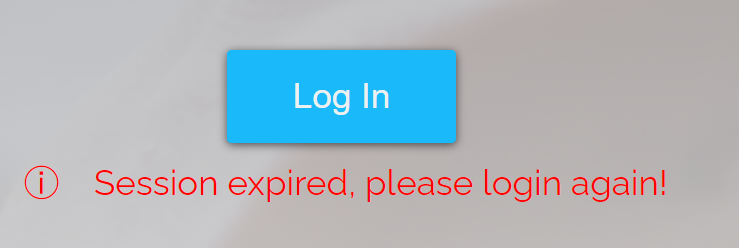 Log In
ⓘ Session expired, please login again!